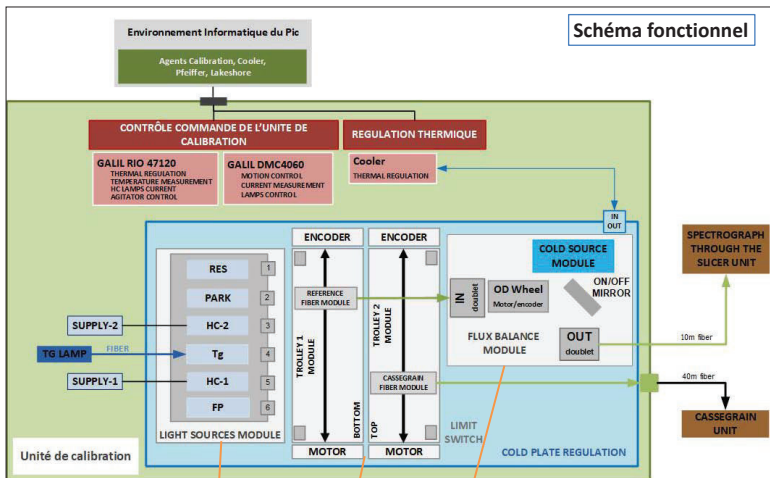 Schéma fonctionnel
Environnement Informatique du Pic
Agents Calibration, Cooler,
Pfeiffer, Lakeshore
CONTRÔLE COMMANDE DE L'UNITE DE
CALIBRATION
REGULATION THERMIQUE
GALIL RIO 47120
THERMAL REGULATION
TEMPERATURE MEASUREMENT
HC LAMPS CURRENT
AGITATOR CONTROL
GALIL DMC4060
MOTION CONTROL
CURRENT MEASUREMENT
LAMPS CONTROL
Cooler
THERMAL REGULATION
IN
OUT
ENCODER
ENCODER
RES
1
PARK
2
HC-2
3
Tg
4
HC-1
5
FP
6
LIGHT SOURCES MODULE
SUPPLY-2
TG LAMP
FIBER
SUPPLY-1
REFERENCE
FIBER MODULE
TROLLEY 1
MODULE
BOTTOM
MOTOR
TROLLEY 2
MODULE
CASSEGRAIN
FIBER MODULE
TOP
MOTOR
LIMIT
SWITCH
COLD SOURCE
MODULE
ON/OFF
MIRROR
IN
doublet
OD Wheel
Motor/encoder
FLUX BALANCE
MODULE
OUT
doublet
COLD PLATE REGULATION
SPECTROGRAPH
THROUGH THE
SLICER UNIT
10m fiber
40m fiber
CASSEGRAIN
UNIT
Unité de calibration